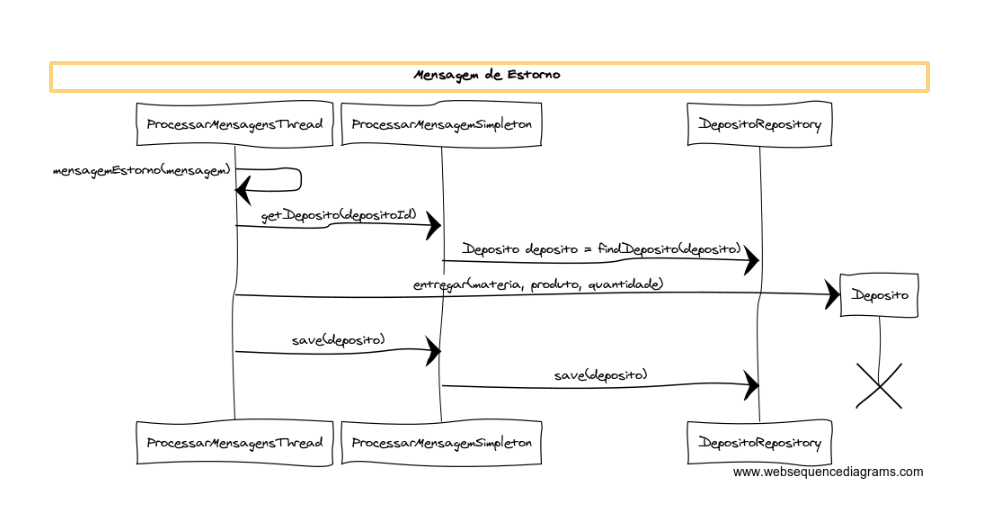 Mensagem de Estorno
ProcessarMensagensThread
ProcessarMensagemSimpleton
DepositoRepository
mensagemEstorno(mensagem)
getDeposito(depositoId)
Deposito deposito = findDeposito(deposito)
entregar(materia, produto, quantidade)
Deposito
save(deposito)
save(deposito)
ProcessarMensagensThread
ProcessarMensagemSimpleton
DepositoRepository
www.websequencediagrams.com